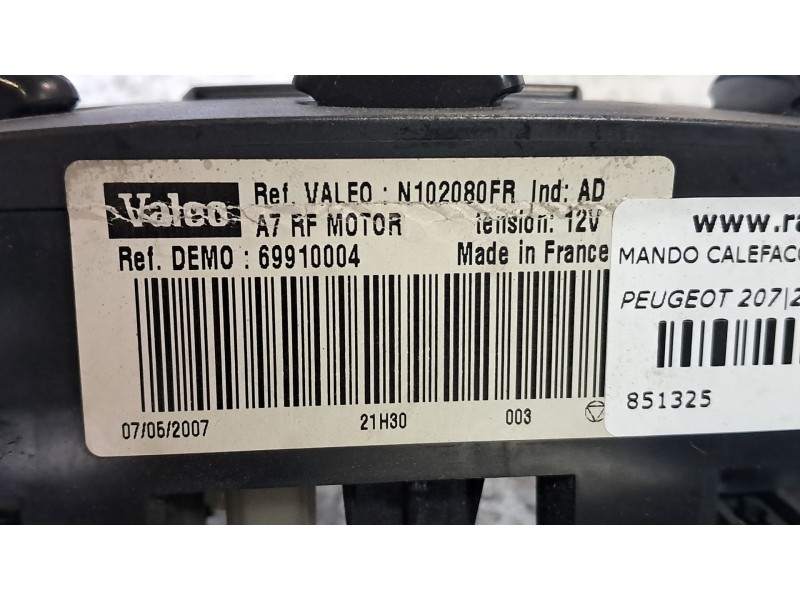 Valeo Ref. VALEO : N102080FR Ind: AD
A7 RF MOTOR tension: 12V
Ref. DEMO : 69910004 Made in France
07/06/2007 21H30 003
www.ra
MANDO CALEFAC
PEUGEOT 207|2
851325